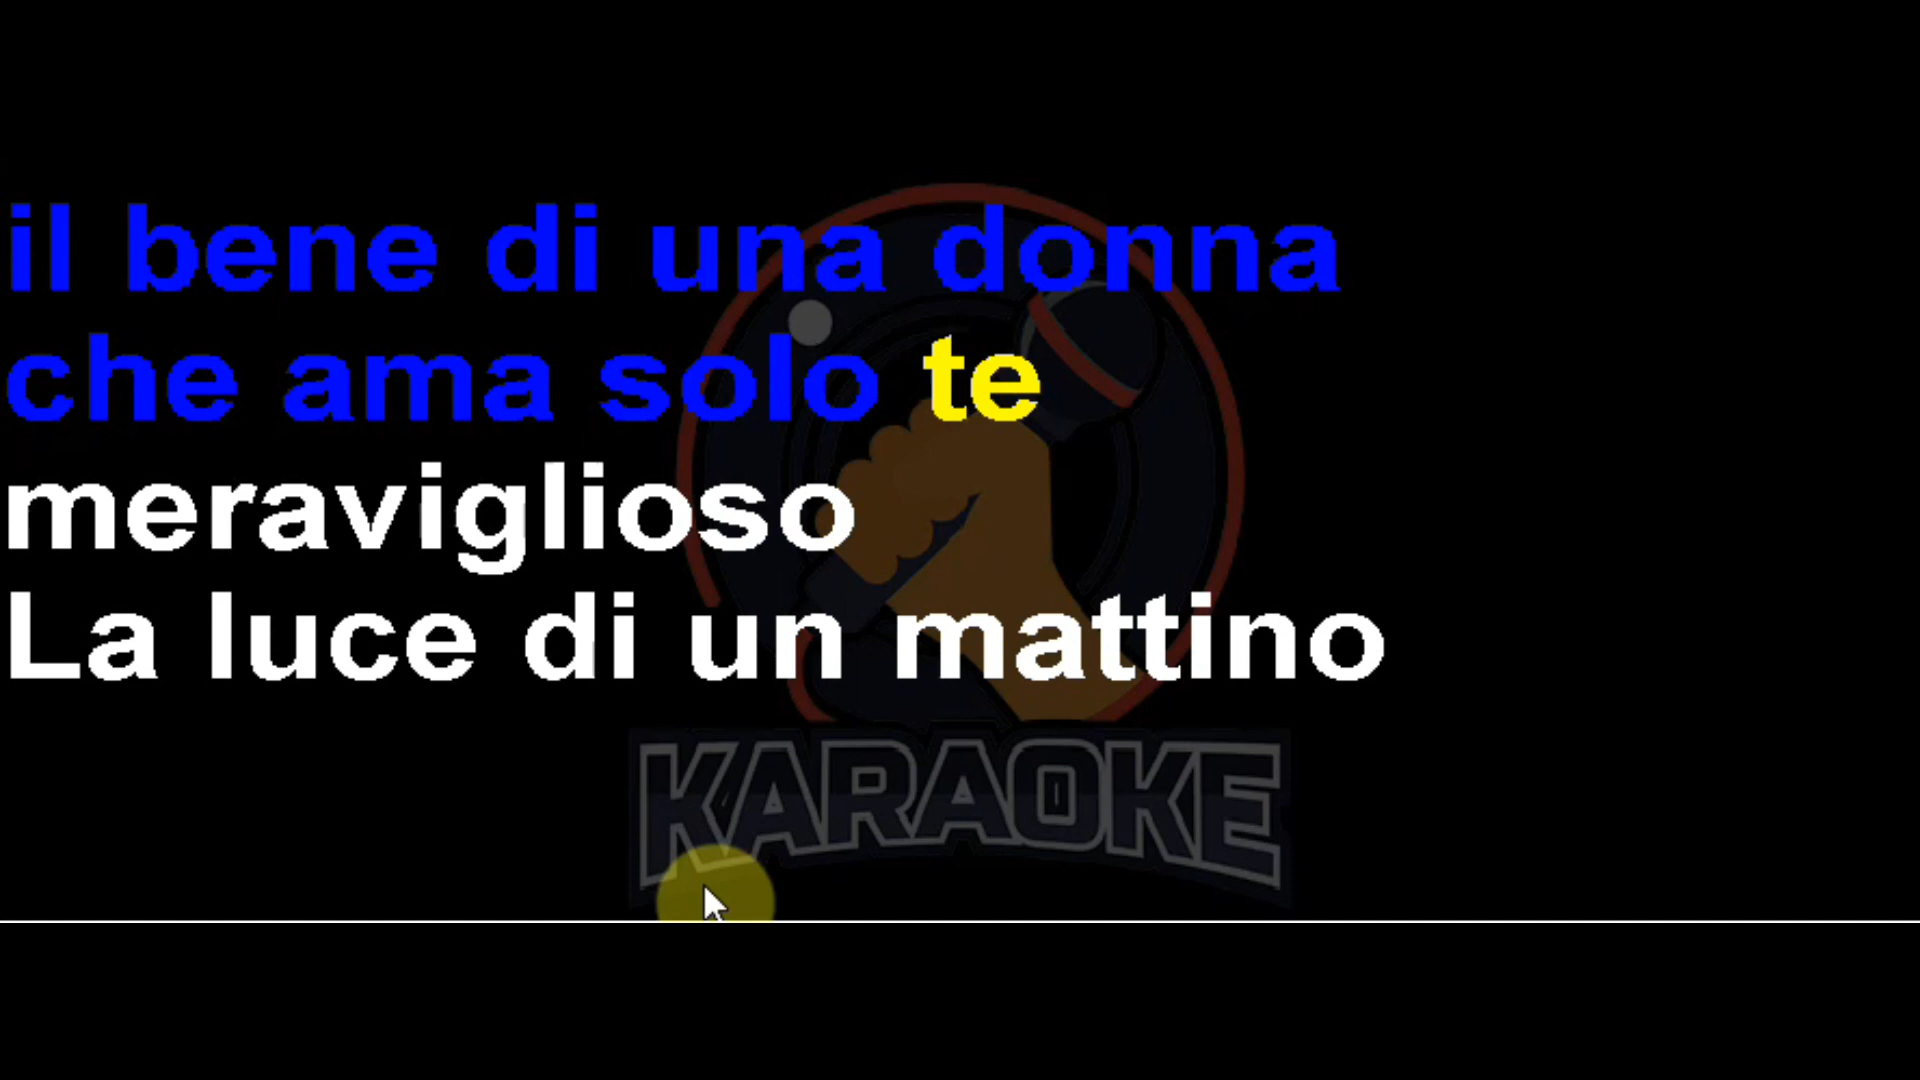 il bene di una donna
che ama solo te
meraviglioso
La luce di un mattino
KARAOKE